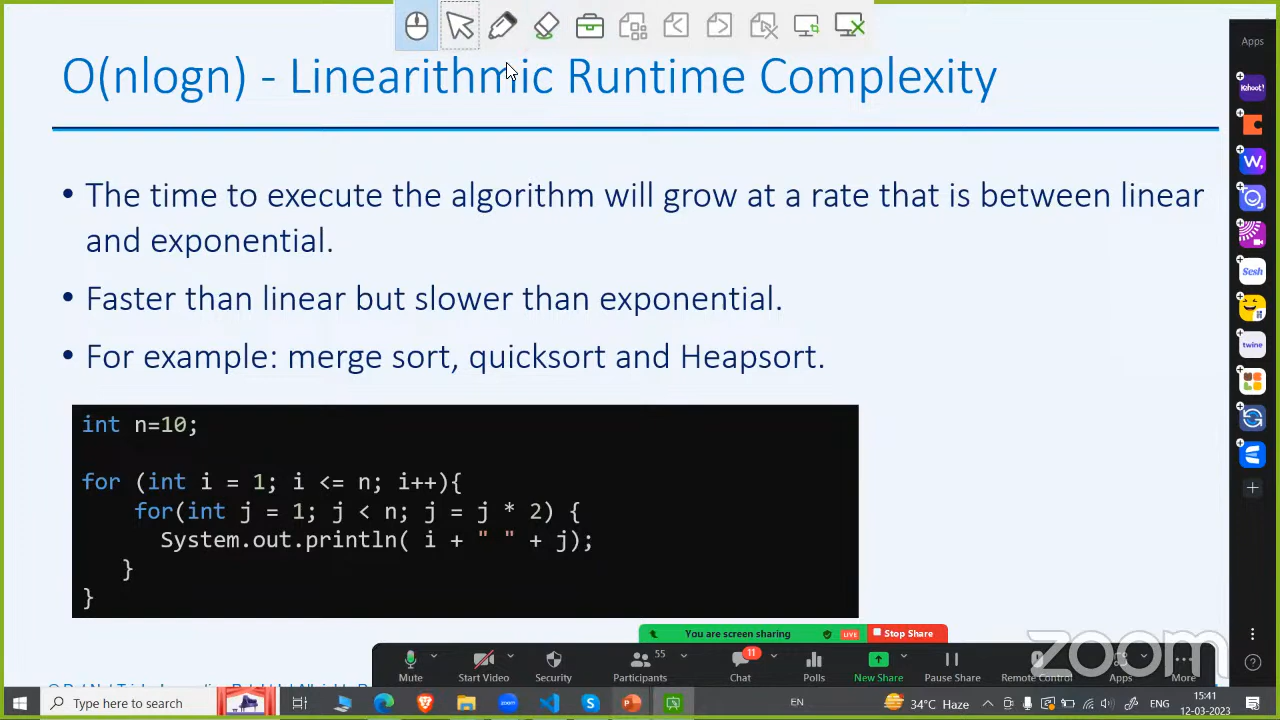 O(nlogn) - Linearithmic Runtime Complexity
Apps
Kahoot!
• The time to execute the algorithm will grow at a rate that is between linear
and exponential.
• Faster than linear but slower than exponential.
• For example: merge sort, quicksort and Heapsort.
Sesh
twine
int n=10;
for (int i = 1; i <= n; i++){
for(int j = 1; j < n; j = j * 2) {
System.out.println( i + " " + j);
}
}
You are screen sharing LIVE Stop Share
zoom
55 11
Mute Start Video Security Participants Chat Polls New Share Pause Share Remote Control Apps More
Type here to search
zoom
EN
34°C Haze
ENG
15:41
12-03-2023